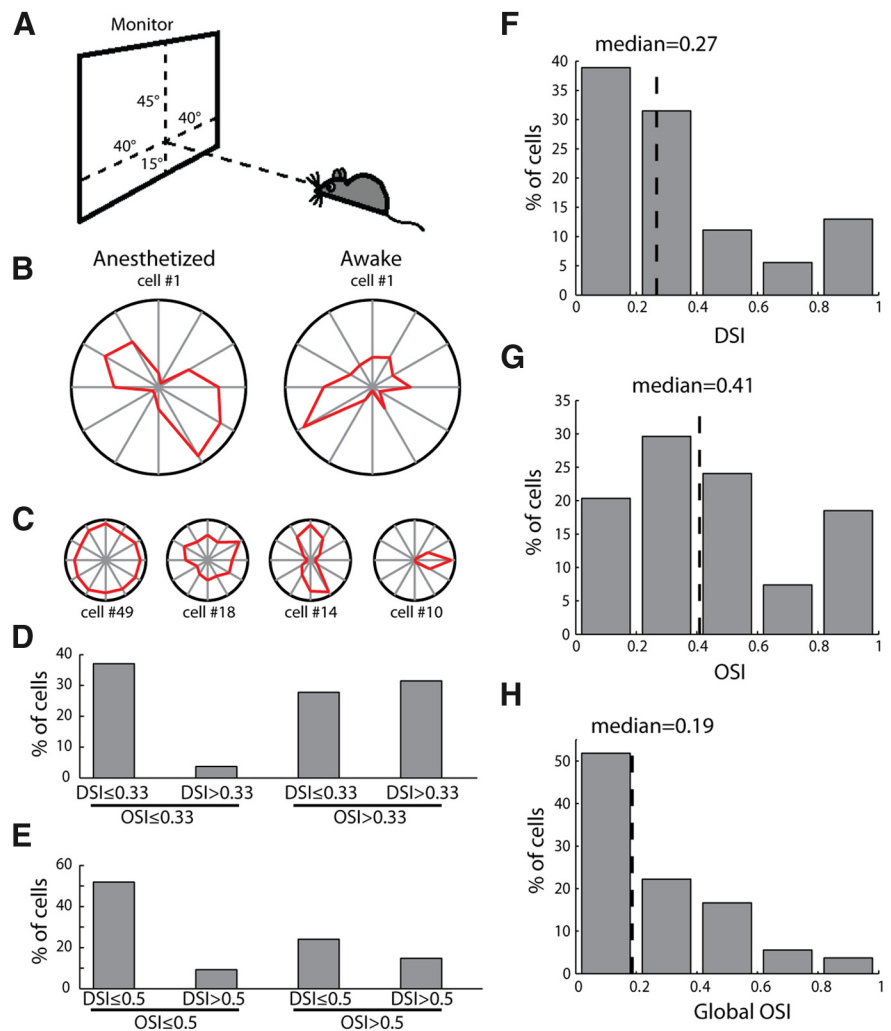 A
Monitor
45°
40°
40°
15°
B
Anesthetized
cell #1
Awake
cell #1
C
cell #49
cell #18
cell #14
cell #10
D
% of cells
40
30
20
10
0
DSI≤0.33
DSI>0.33
DSI≤0.33
DSI>0.33
OSI≤0.33
OSI>0.33
E
% of cells
60
40
20
0
DSI≤0.5
DSI>0.5
DSI≤0.5
DSI>0.5
OSI≤0.5
OSI>0.5
F
median=0.27
% of cells
40
35
30
25
20
15
10
5
0
0
0.2
0.4
0.6
0.8
1
DSI
G
median=0.41
% of cells
35
30
25
20
15
10
5
0
0
0.2
0.4
0.6
0.8
1
OSI
H
median=0.19
% of cells
50
40
30
20
10
0
0
0.2
0.4
0.6
0.8
1
Global OSI